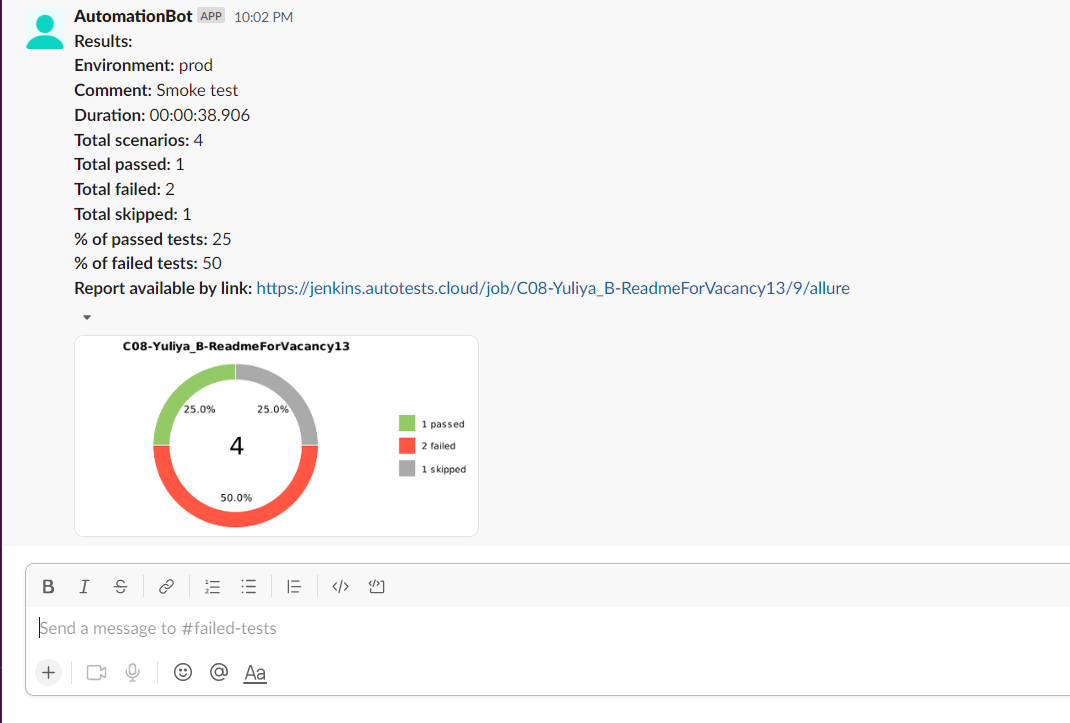 AutomationBot APP 10:02 PM
Results:
Environment: prod
Comment: Smoke test
Duration: 00:00:38.906
Total scenarios: 4
Total passed: 1
Total failed: 2
Total skipped: 1
% of passed tests: 25
% of failed tests: 50
Report available by link: https://jenkins.autotests.cloud/job/C08-Yuliya_B-ReadmeForVacancy13/9/allure
C08-Yuliya_B-ReadmeForVacancy13
25.0% 25.0%
4
50.0%
1 passed
2 failed
1 skipped
Send a message to #failed-tests
Aa